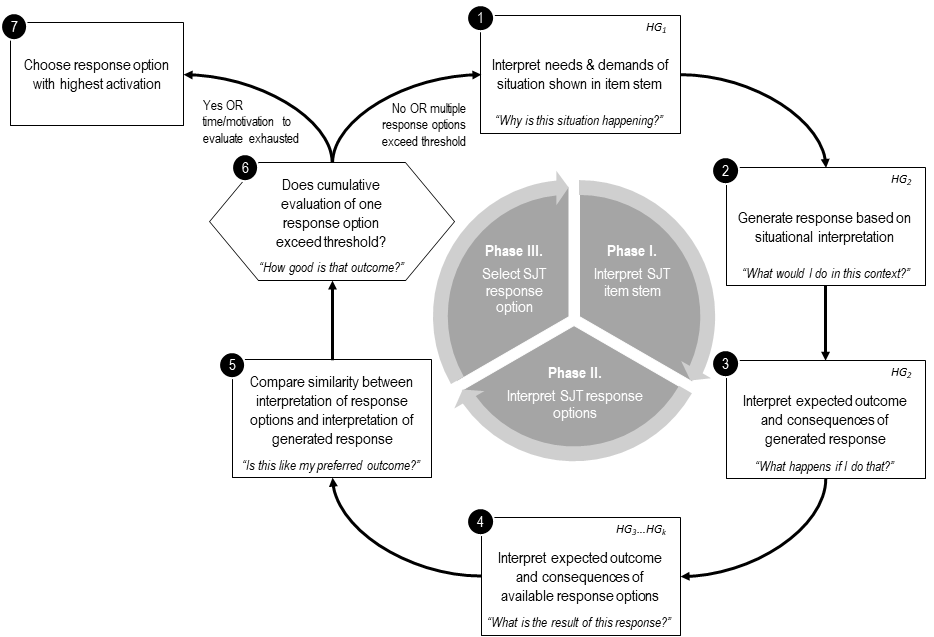 7
Choose response option
with highest activation
1
HG1
Interpret needs & demands of
situation shown in item stem
“Why is this situation happening?”
Yes OR
time/motivation to
evaluate exhausted
No OR multiple
response options
exceed threshold
6
Does cumulative
evaluation of one
response option
exceed threshold?
“How good is that outcome?”
2
HG2
Generate response based on
situational interpretation
“What would I do in this context?”
Phase III.
Select SJT
response
option
Phase I.
Interpret SJT
item stem
Phase II.
Interpret SJT response
options
5
Compare similarity between
interpretation of response
options and interpretation of
generated response
“Is this like my preferred outcome?”
3
HG2
Interpret expected outcome
and consequences of
generated response
“What happens if I do that?”
4
HG3...HGk
Interpret expected outcome
and consequences of
available response options
“What is the result of this response?”